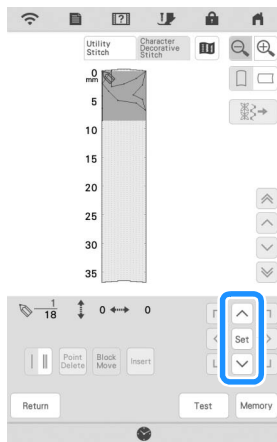 Utility
Stitch
Character
Decorative
Stitch
0
mm
5
10
15
20
25
30
35
1
18
0
0
Set
Point
Delete
Block
Move
Insert
Return
Test
Memory